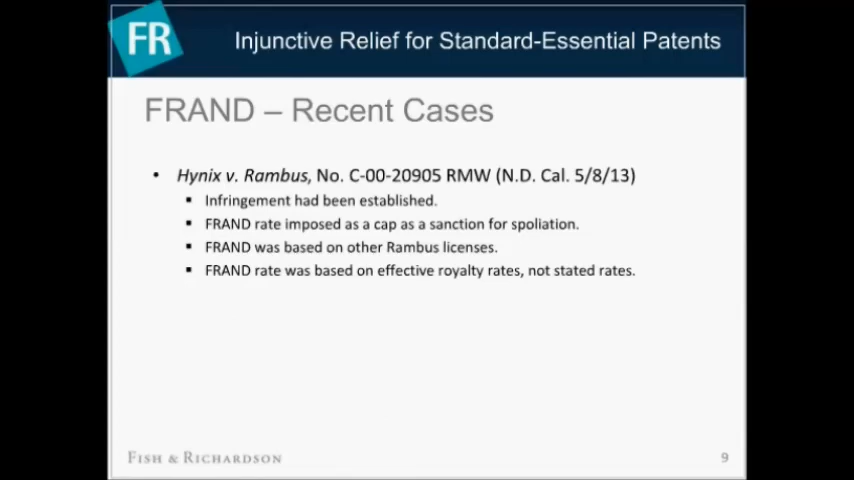 FR
Injunctive Relief for Standard-Essential Patents
FRAND – Recent Cases
• Hynix v. Rambus, No. C-00-20905 RMW (N.D. Cal. 5/8/13)
▪ Infringement had been established.
▪ FRAND rate imposed as a cap as a sanction for spoliation.
▪ FRAND was based on other Rambus licenses.
▪ FRAND rate was based on effective royalty rates, not stated rates.
FISH & RICHARDSON
9